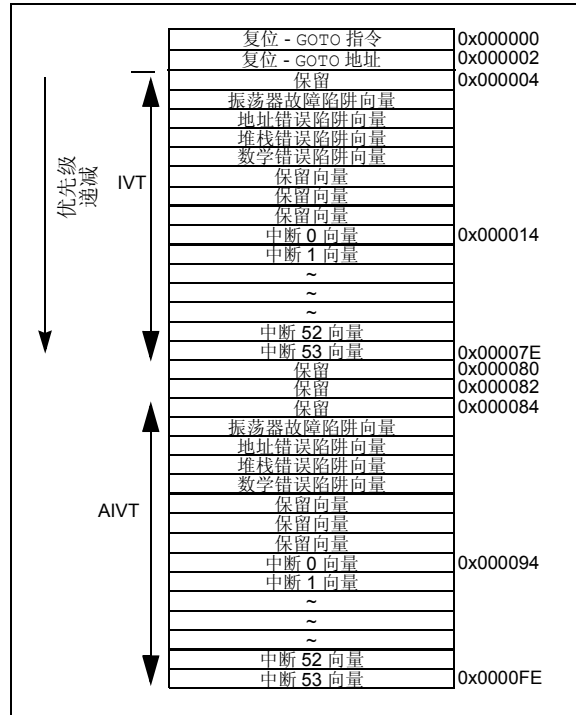 复位 - GOTO 指令 0x000000
复位 - GOTO 地址 0x000002
保留 0x000004
振荡器故障陷阱向量
地址错误陷阱向量
堆栈错误陷阱向量
数学错误陷阱向量
保留向量
保留向量
保留向量
中断 0 向量 0x000014
中断 1 向量
~
~
~
中断 52 向量
中断 53 向量 0x00007E
保留 0x000080
保留 0x000082
保留 0x000084
振荡器故障陷阱向量
地址错误陷阱向量
堆栈错误陷阱向量
数学错误陷阱向量
保留向量
保留向量
保留向量
中断 0 向量 0x000094
中断 1 向量
~
~
~
中断 52 向量
中断 53 向量 0x0000FE
优先级
递减
IVT
AIVT